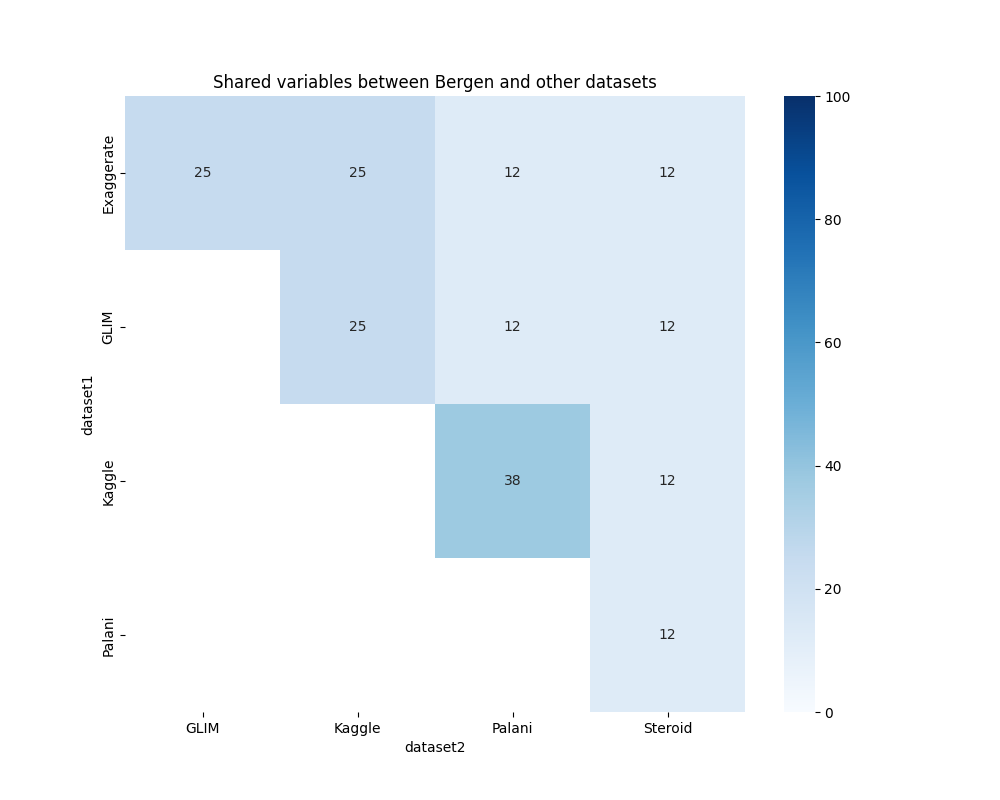 Shared variables between Bergen and other datasets
Exaggerate
25 25 12 12
GLIM
25 12 12
Kaggle
38 12
Palani
12
dataset1
GLIM Kaggle Palani Steroid
dataset2
100
80
60
40
20
0